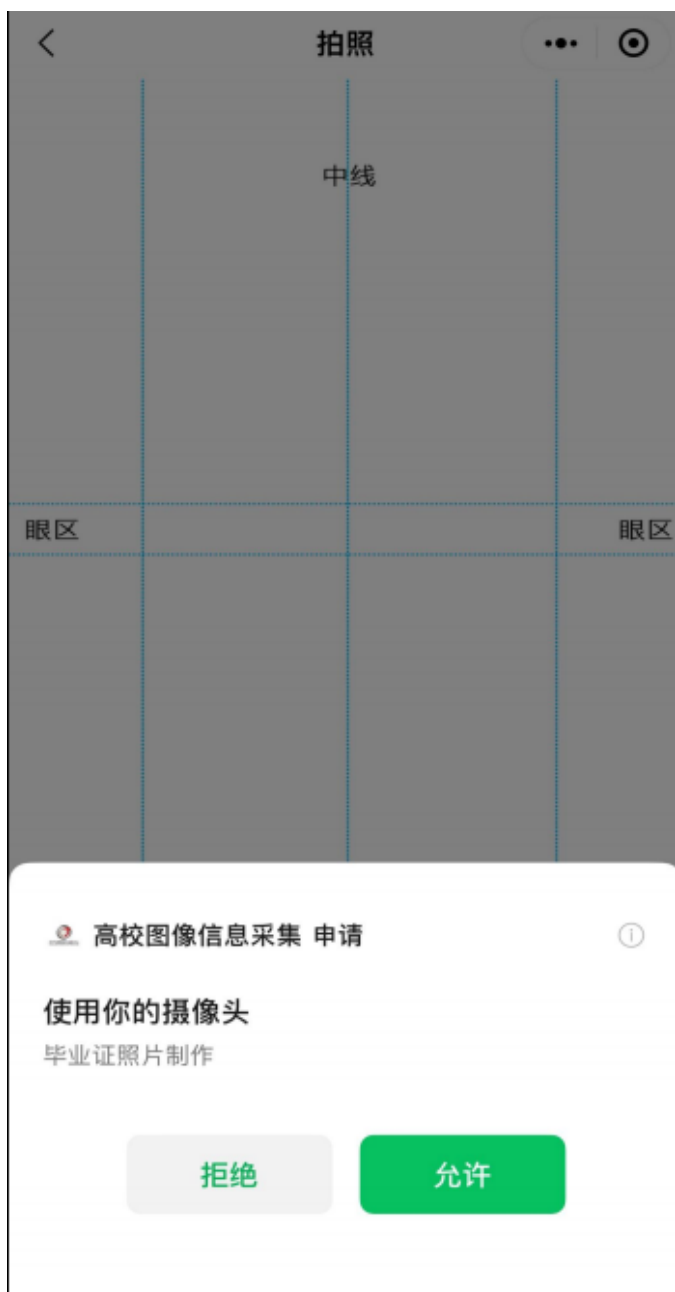 拍照
中线
眼区 眼区
高校图像信息采集 申请
使用你的摄像头
毕业证照片制作
拒绝 允许